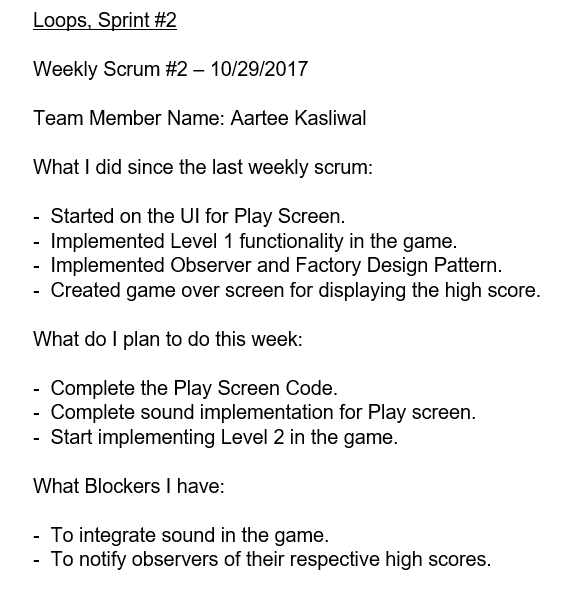 Loops, Sprint #2
Weekly Scrum #2 – 10/29/2017
Team Member Name: Aartee Kasliwal
What I did since the last weekly scrum:
- Started on the UI for Play Screen.
- Implemented Level 1 functionality in the game.
- Implemented Observer and Factory Design Pattern.
- Created game over screen for displaying the high score.
What do I plan to do this week:
- Complete the Play Screen Code.
- Complete sound implementation for Play screen.
- Start implementing Level 2 in the game.
What Blockers I have:
- To integrate sound in the game.
- To notify observers of their respective high scores.